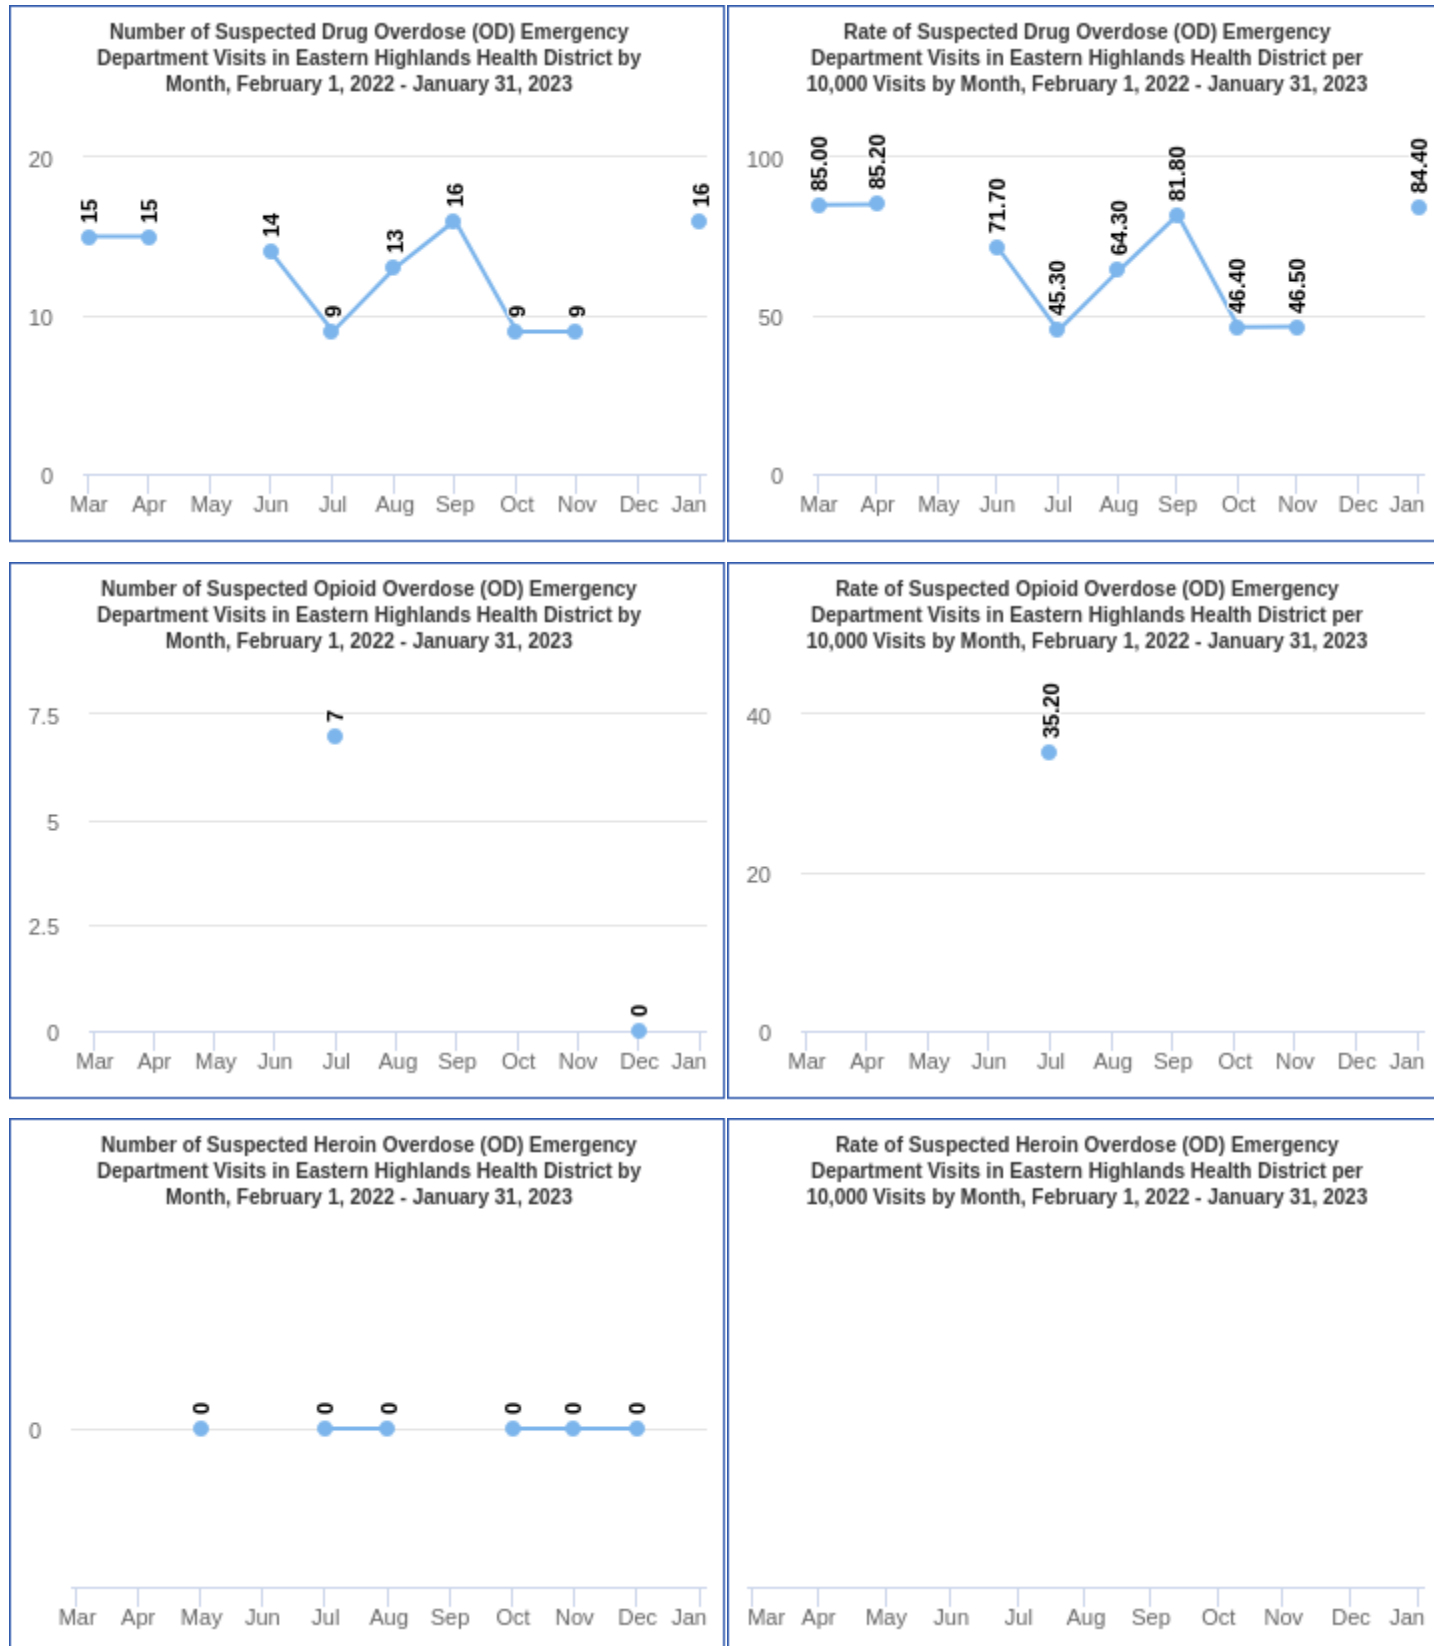 Number of Suspected Drug Overdose (OD) Emergency
Department Visits in Eastern Highlands Health District by
Month, February 1, 2022 - January 31, 2023
20
10
0
15
15
14
9
13
16
9
9
16
Mar Apr May Jun Jul Aug Sep Oct Nov Dec Jan
Rate of Suspected Drug Overdose (OD) Emergency
Department Visits in Eastern Highlands Health District per
10,000 Visits by Month, February 1, 2022 - January 31, 2023
100
50
0
85.00
85.20
71.70
45.30
64.30
81.80
46.40
46.50
84.40
Mar Apr May Jun Jul Aug Sep Oct Nov Dec Jan
Number of Suspected Opioid Overdose (OD) Emergency
Department Visits in Eastern Highlands Health District by
Month, February 1, 2022 - January 31, 2023
7.5
5
2.5
0
7
0
Mar Apr May Jun Jul Aug Sep Oct Nov Dec Jan
Rate of Suspected Opioid Overdose (OD) Emergency
Department Visits in Eastern Highlands Health District per
10,000 Visits by Month, February 1, 2022 - January 31, 2023
40
20
0
35.20
Mar Apr May Jun Jul Aug Sep Oct Nov Dec Jan
Number of Suspected Heroin Overdose (OD) Emergency
Department Visits in Eastern Highlands Health District by
Month, February 1, 2022 - January 31, 2023
0
0
0
0
0
0
0
Mar Apr May Jun Jul Aug Sep Oct Nov Dec Jan
Rate of Suspected Heroin Overdose (OD) Emergency
Department Visits in Eastern Highlands Health District per
10,000 Visits by Month, February 1, 2022 - January 31, 2023
Mar Apr May Jun Jul Aug Sep Oct Nov Dec Jan